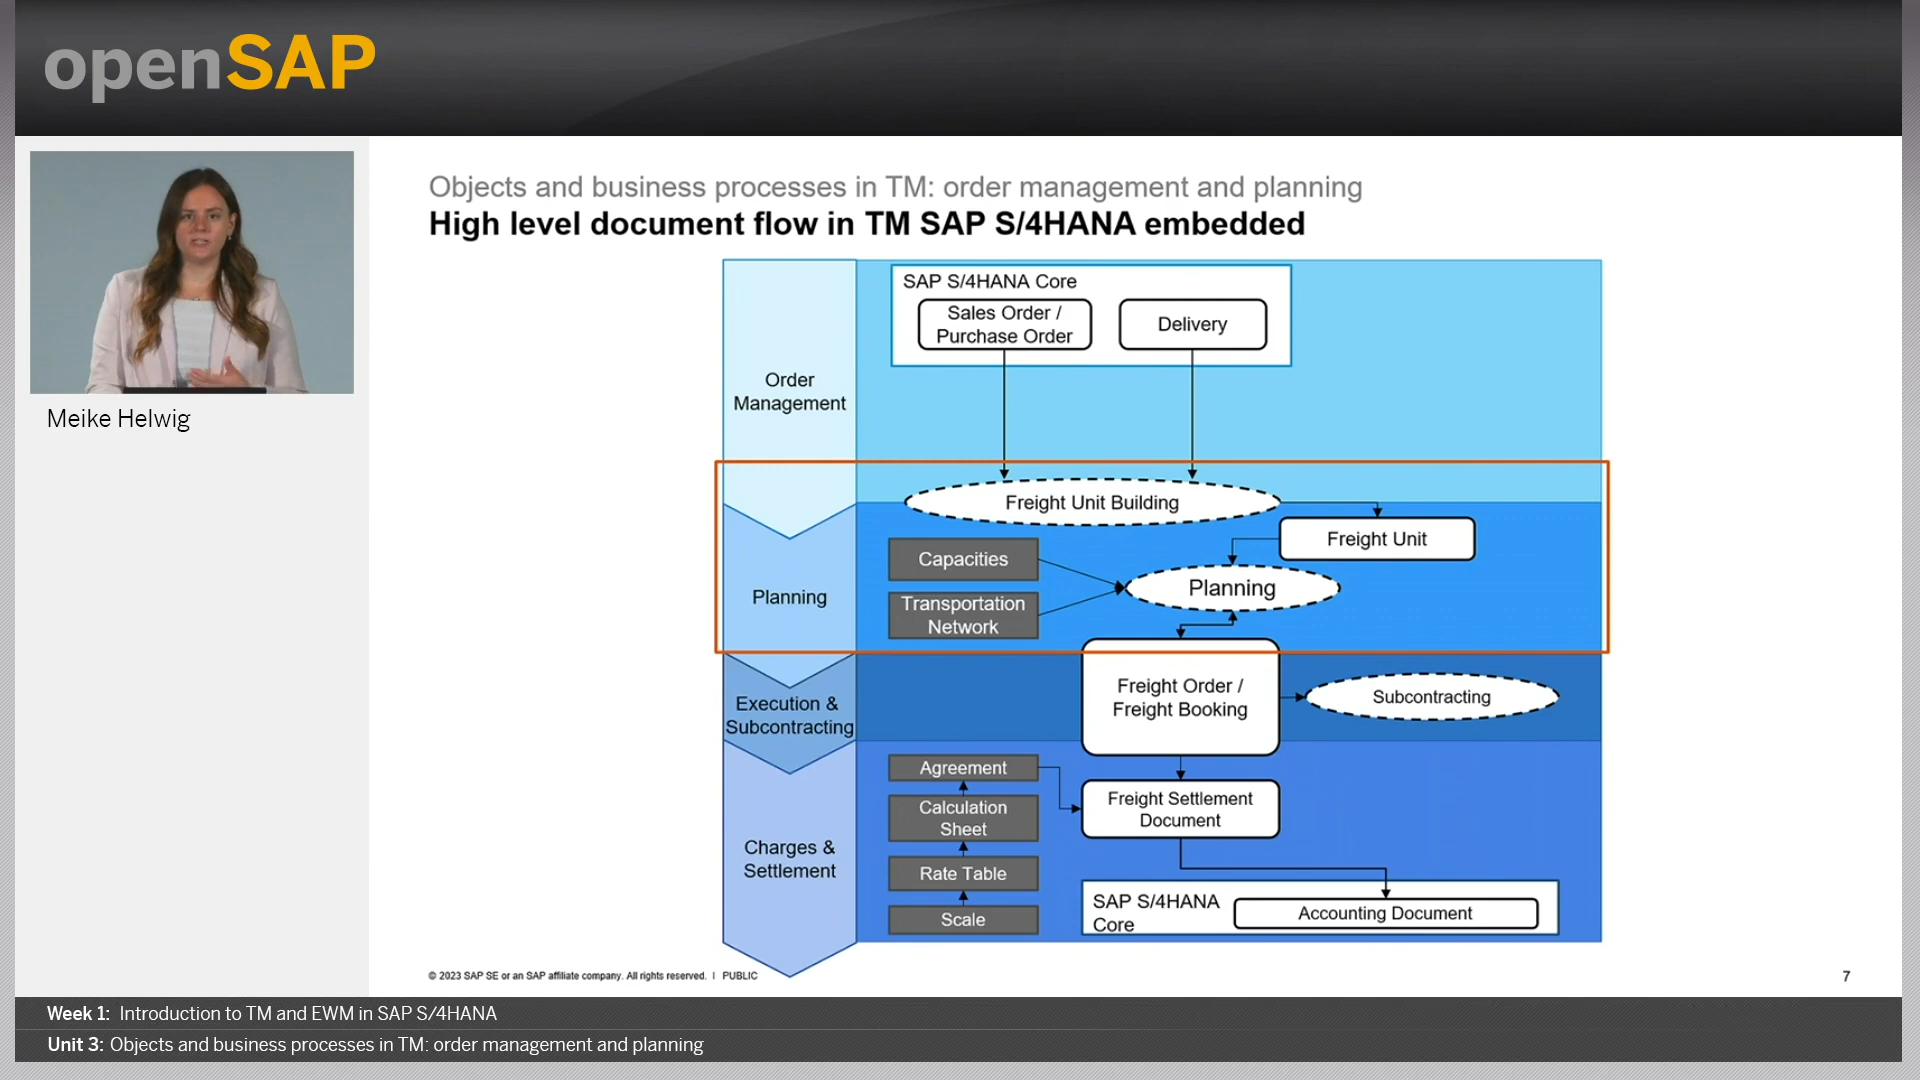 openSAP
Meike Helwig
Objects and business processes in TM: order management and planning
High level document flow in TM SAP S/4HANA embedded
SAP S/4HANA Core
Sales Order /
Purchase Order
Delivery
Order
Management
Freight Unit Building
Freight Unit
Capacities
Planning
Planning
Transportation
Network
Execution &
Subcontracting
Freight Order /
Freight Booking
Subcontracting
Agreement
Calculation
Sheet
Freight Settlement
Document
Charges &
Settlement
Rate Table
Scale
SAP S/4HANA
Core
Accounting Document
© 2023 SAP SE or an SAP affiliate company. All rights reserved. I PUBLIC
7
Week 1: Introduction to TM and EWM in SAP S/4HANA
Unit 3: Objects and business processes in TM: order management and planning